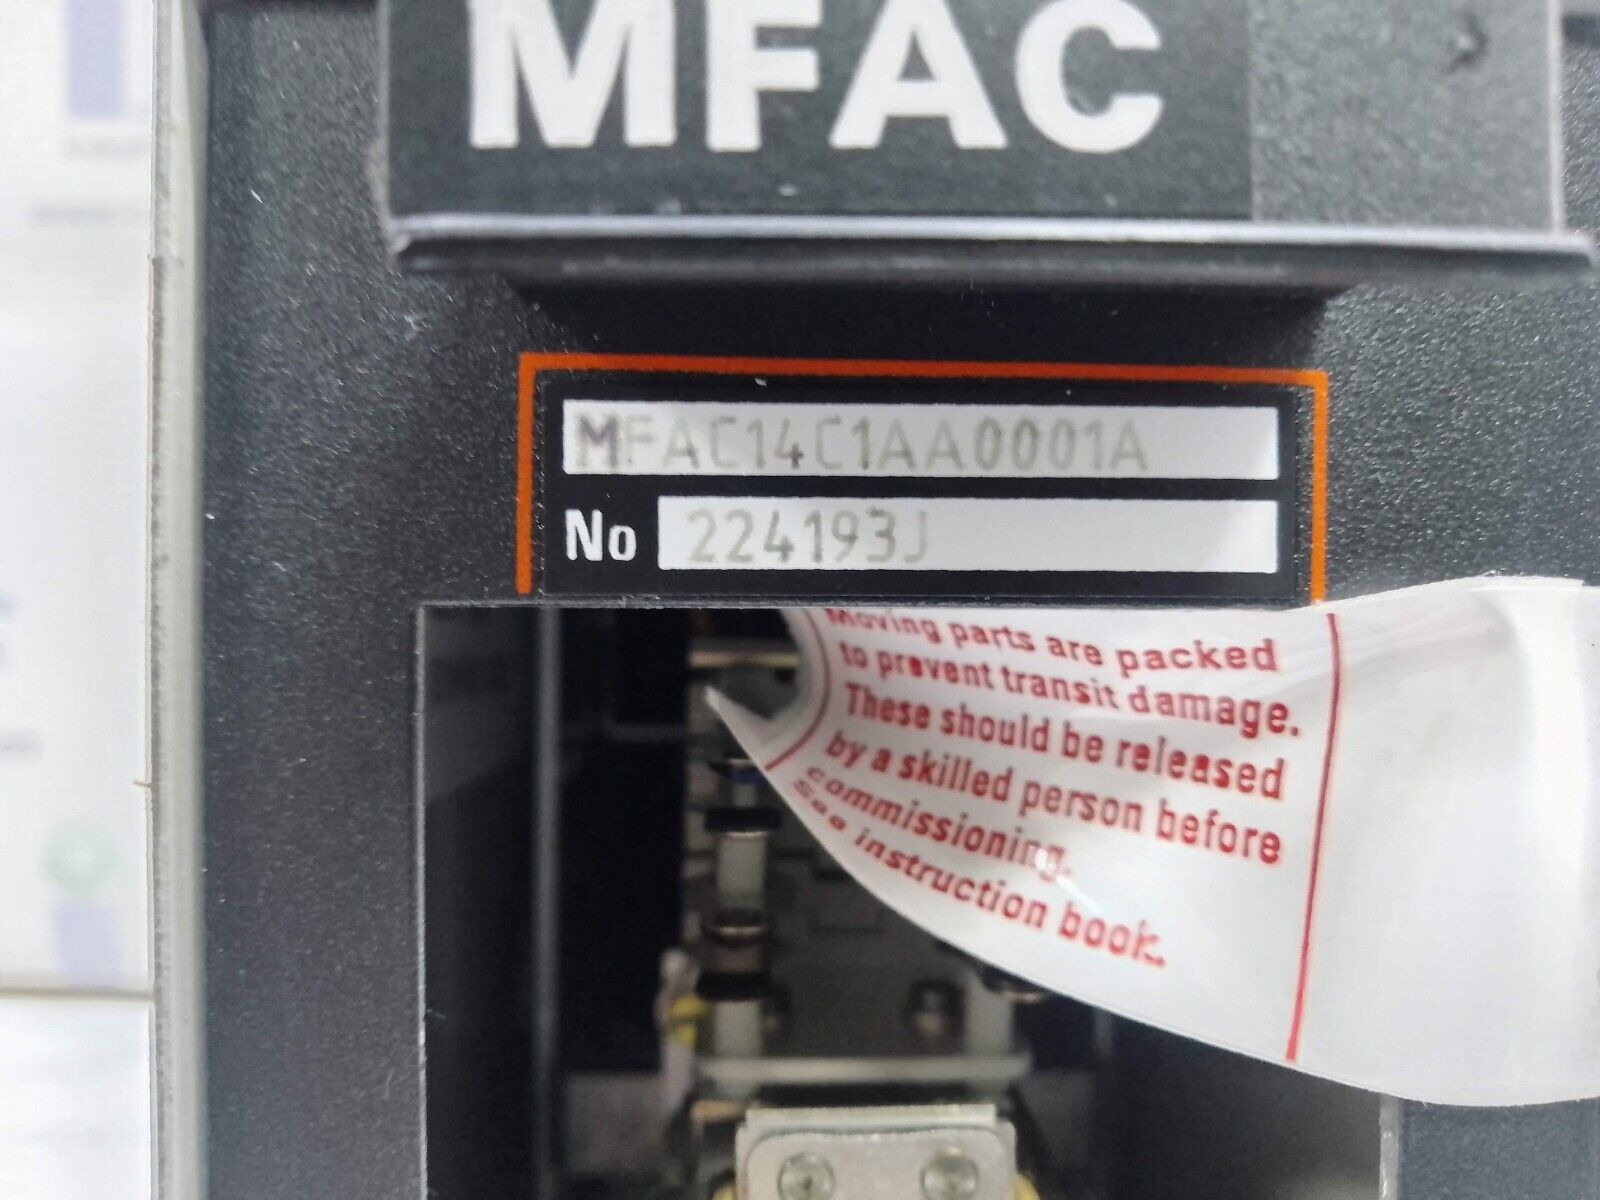 MFAC
MFAC14C1AA0001A
No 224193J
Moving parts are packed
to prevent transit damage.
These should be released
by a skilled person before
commissioning.
See instruction book.